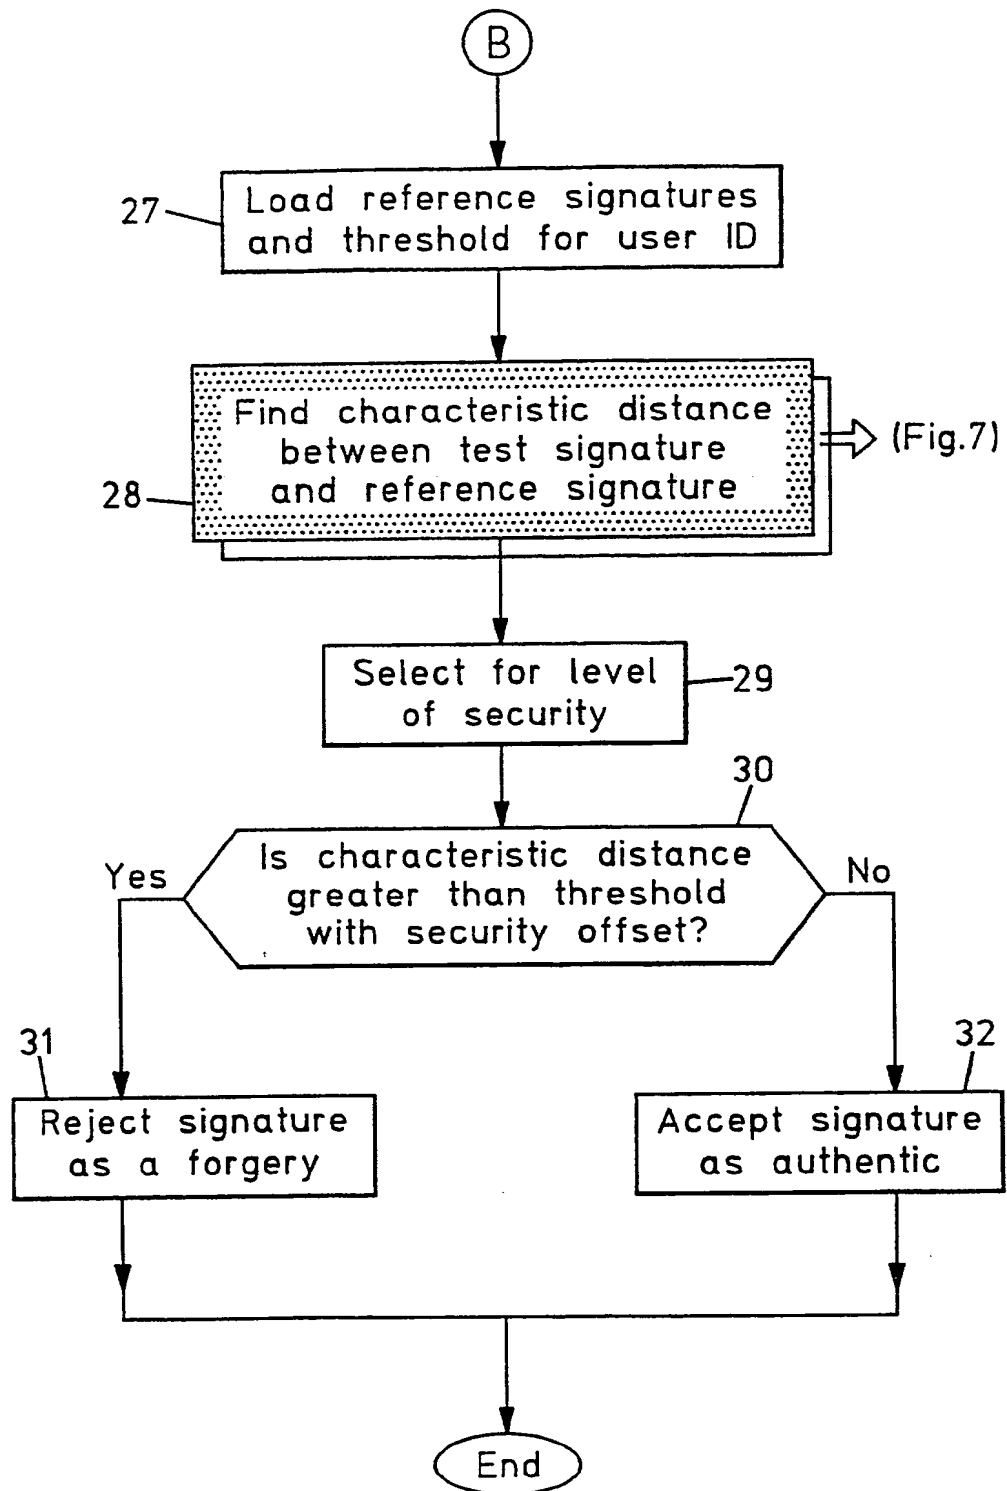 B
27
Load reference signatures
and threshold for user ID
Find characteristic distance
between test signature
and reference signature
(Fig.7)
28
Select for level
of security
29
30
Is characteristic distance
greater than threshold
with security offset?
Yes
No
31
Reject signature
as a forgery
32
Accept signature
as authentic
End